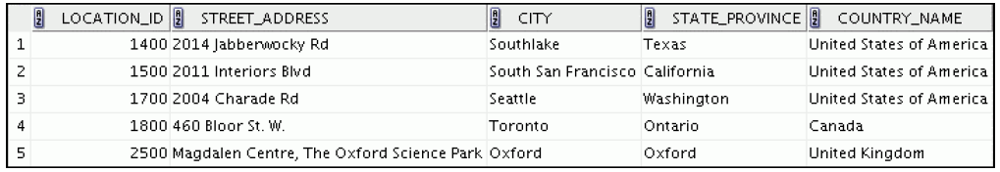 LOCATION_ID STREET_ADDRESS CITY STATE_PROVINCE COUNTRY_NAME
1 1400 2014 Jabberwocky Rd Southlake Texas United States of America
2 1500 2011 Interiors Blvd South San Francisco California United States of America
3 1700 2004 Charade Rd Seattle Washington United States of America
4 1800 460 Bloor St. W. Toronto Ontario Canada
5 2500 Magdalen Centre, The Oxford Science Park Oxford Oxford United Kingdom